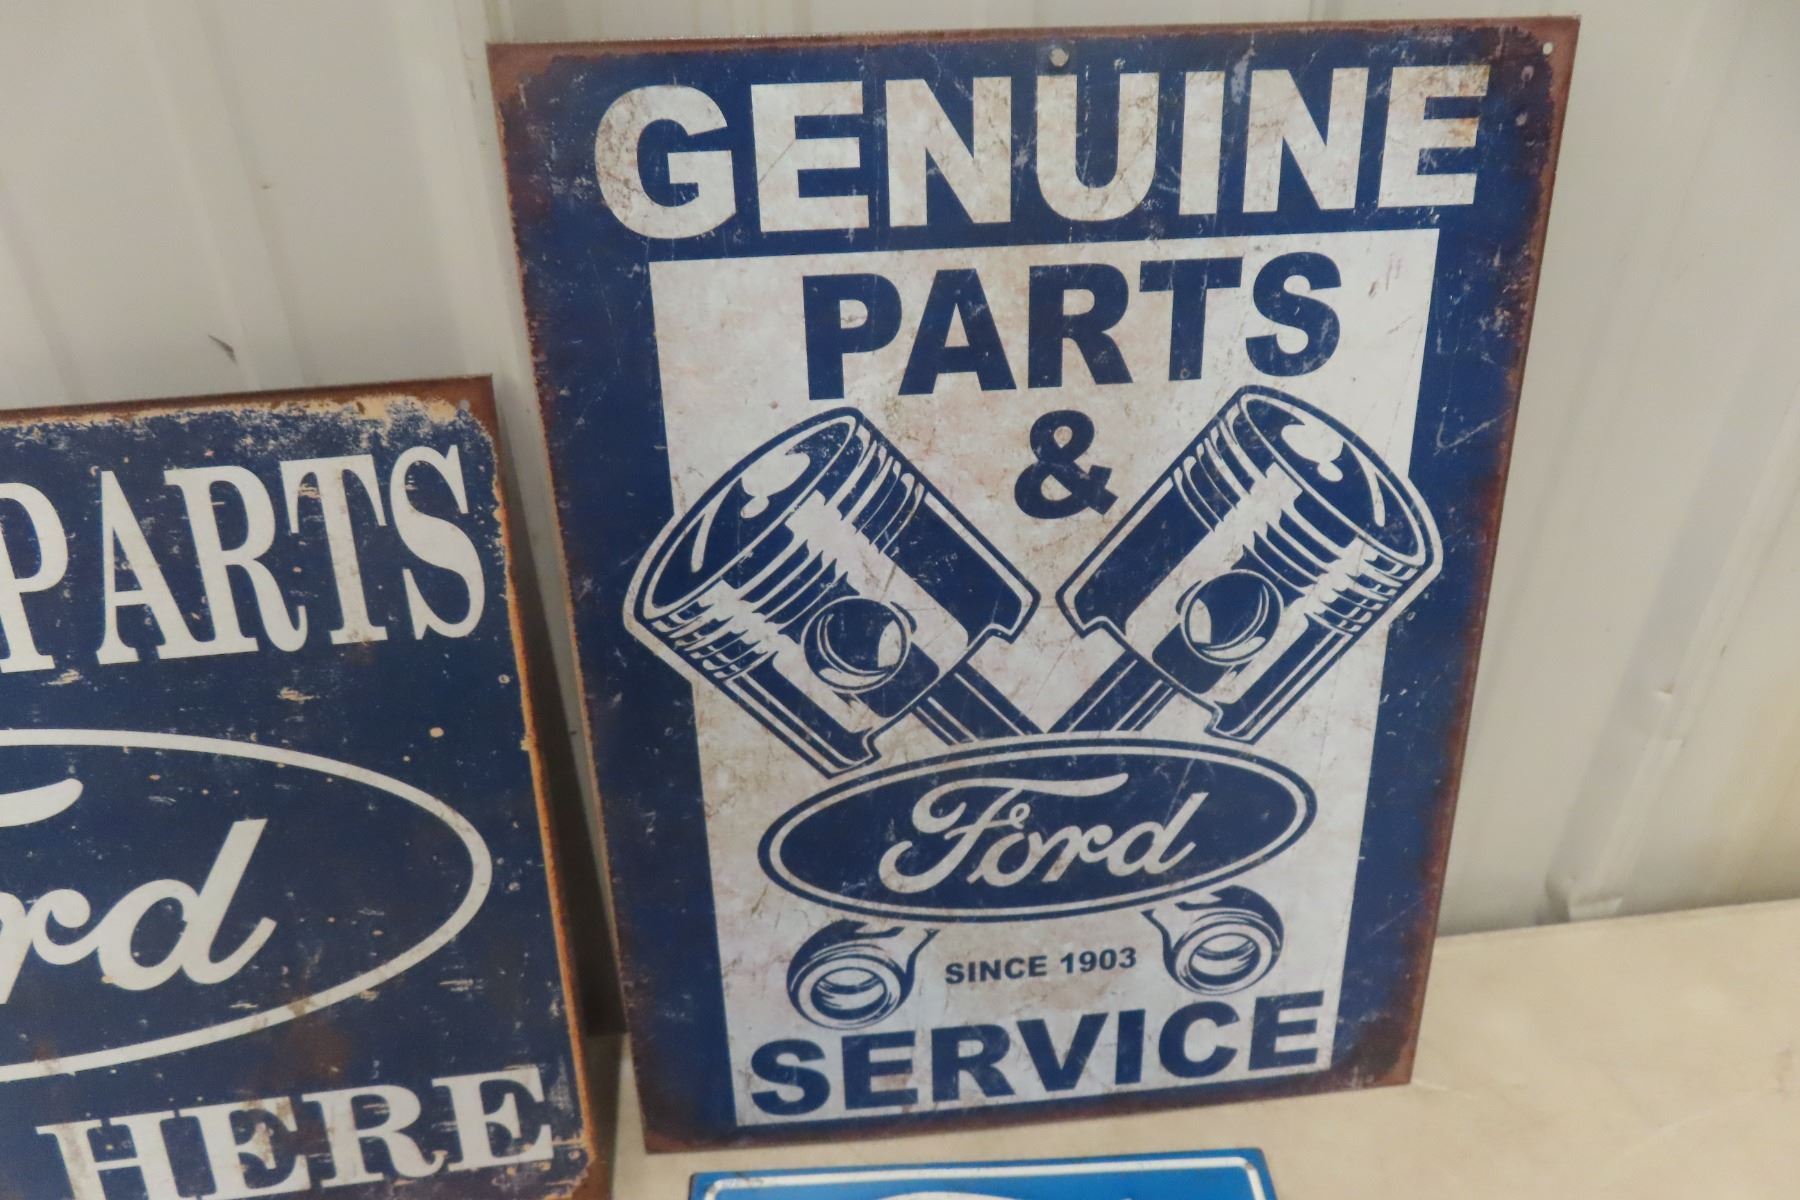 GENUINE
PARTS
&
Ford
SINCE 1903
SERVICE
PARTS
HERE